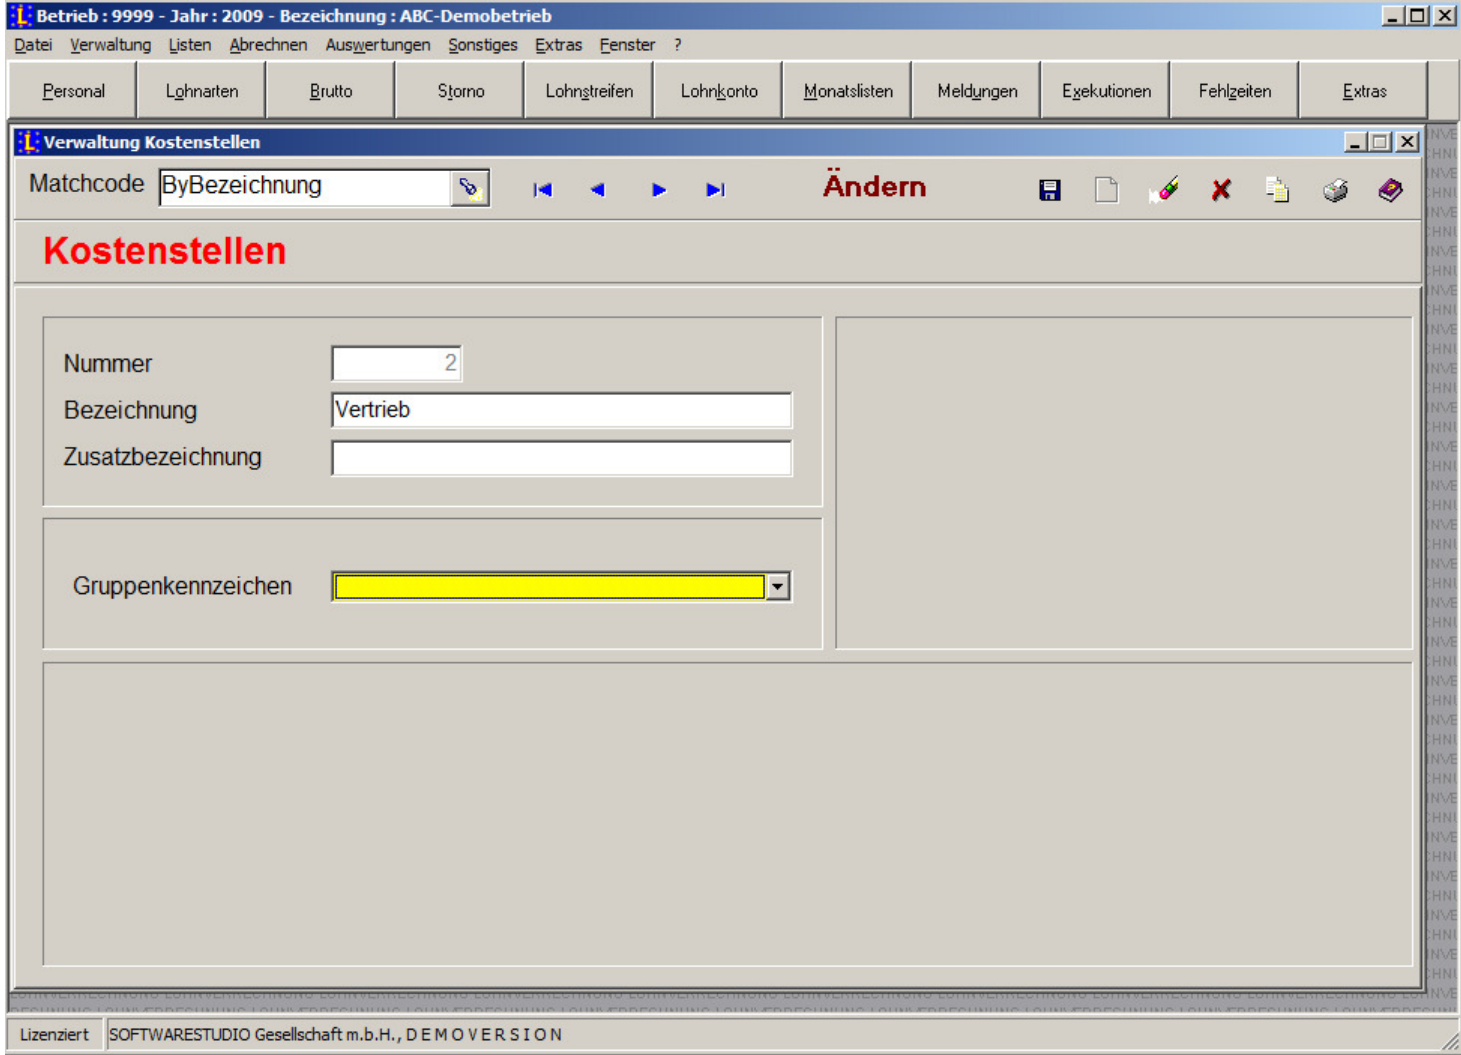 Betrieb : 9999 - Jahr : 2009 - Bezeichnung : ABC-Demobetrieb
Datei Verwaltung Listen Abrechnen Auswertungen Sonstiges Extras Fenster ?
Personal Lohnarten Brutto Storno Lohnstreifen Lohnkonto Monatslisten Meldungen Exekutionen Fehlzeiten Extras
Verwaltung Kostenstellen
Matchcode ByBezeichnung Ändern
Kostenstellen
Nummer 2
Bezeichnung Vertrieb
Zusatzbezeichnung
Gruppenkennzeichen
Lizenziert SOFTWARESTUDIO Gesellschaft m.b.H., D E M O V E R S I O N